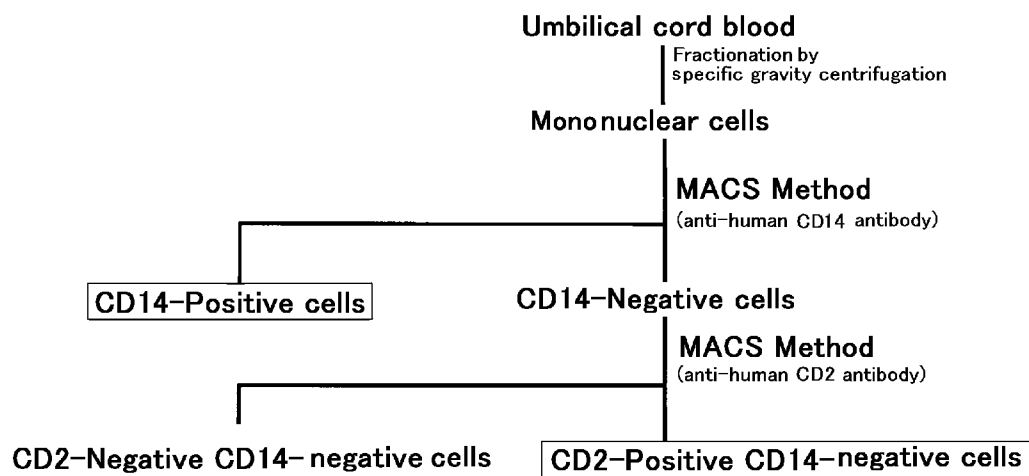 Umbilical cord blood
Fractionation by
specific gravity centrifugation
Mononuclear cells
MACS Method
(anti-human CD14 antibody)
CD14-Positive cells
CD14-Negative cells
MACS Method
(anti-human CD2 antibody)
CD2-Negative CD14-negative cells
CD2-Positive CD14-negative cells